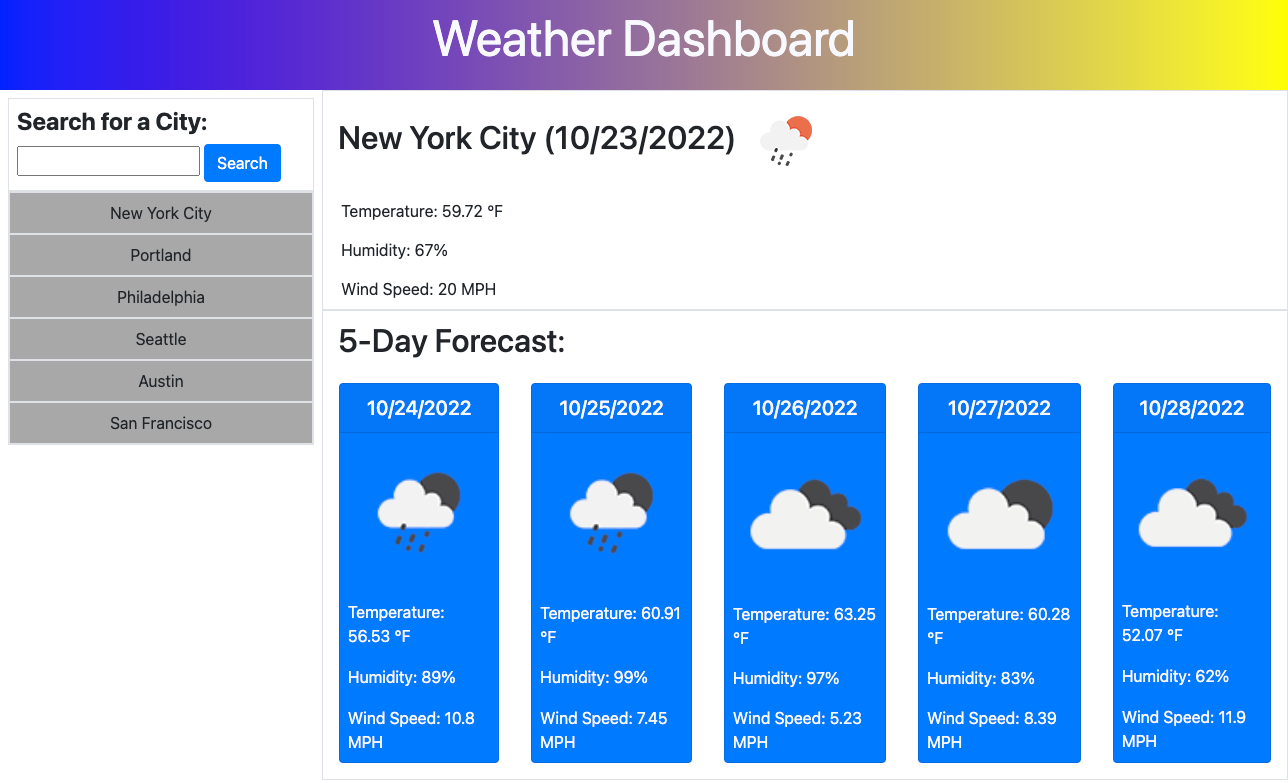 Weather Dashboard
Search for a City:
Search
New York City
Portland
Philadelphia
Seattle
Austin
San Francisco
New York City (10/23/2022)
Temperature: 59.72 °F
Humidity: 67%
Wind Speed: 20 MPH
5-Day Forecast:
10/24/2022
Temperature:
56.53 °F
Humidity: 89%
Wind Speed: 10.8
MPH
10/25/2022
Temperature: 60.91
°F
Humidity: 99%
Wind Speed: 7.45
MPH
10/26/2022
Temperature: 63.25
°F
Humidity: 97%
Wind Speed: 5.23
MPH
10/27/2022
Temperature: 60.28
°F
Humidity: 83%
Wind Speed: 8.39
MPH
10/28/2022
Temperature:
52.07 °F
Humidity: 62%
Wind Speed: 11.9
MPH